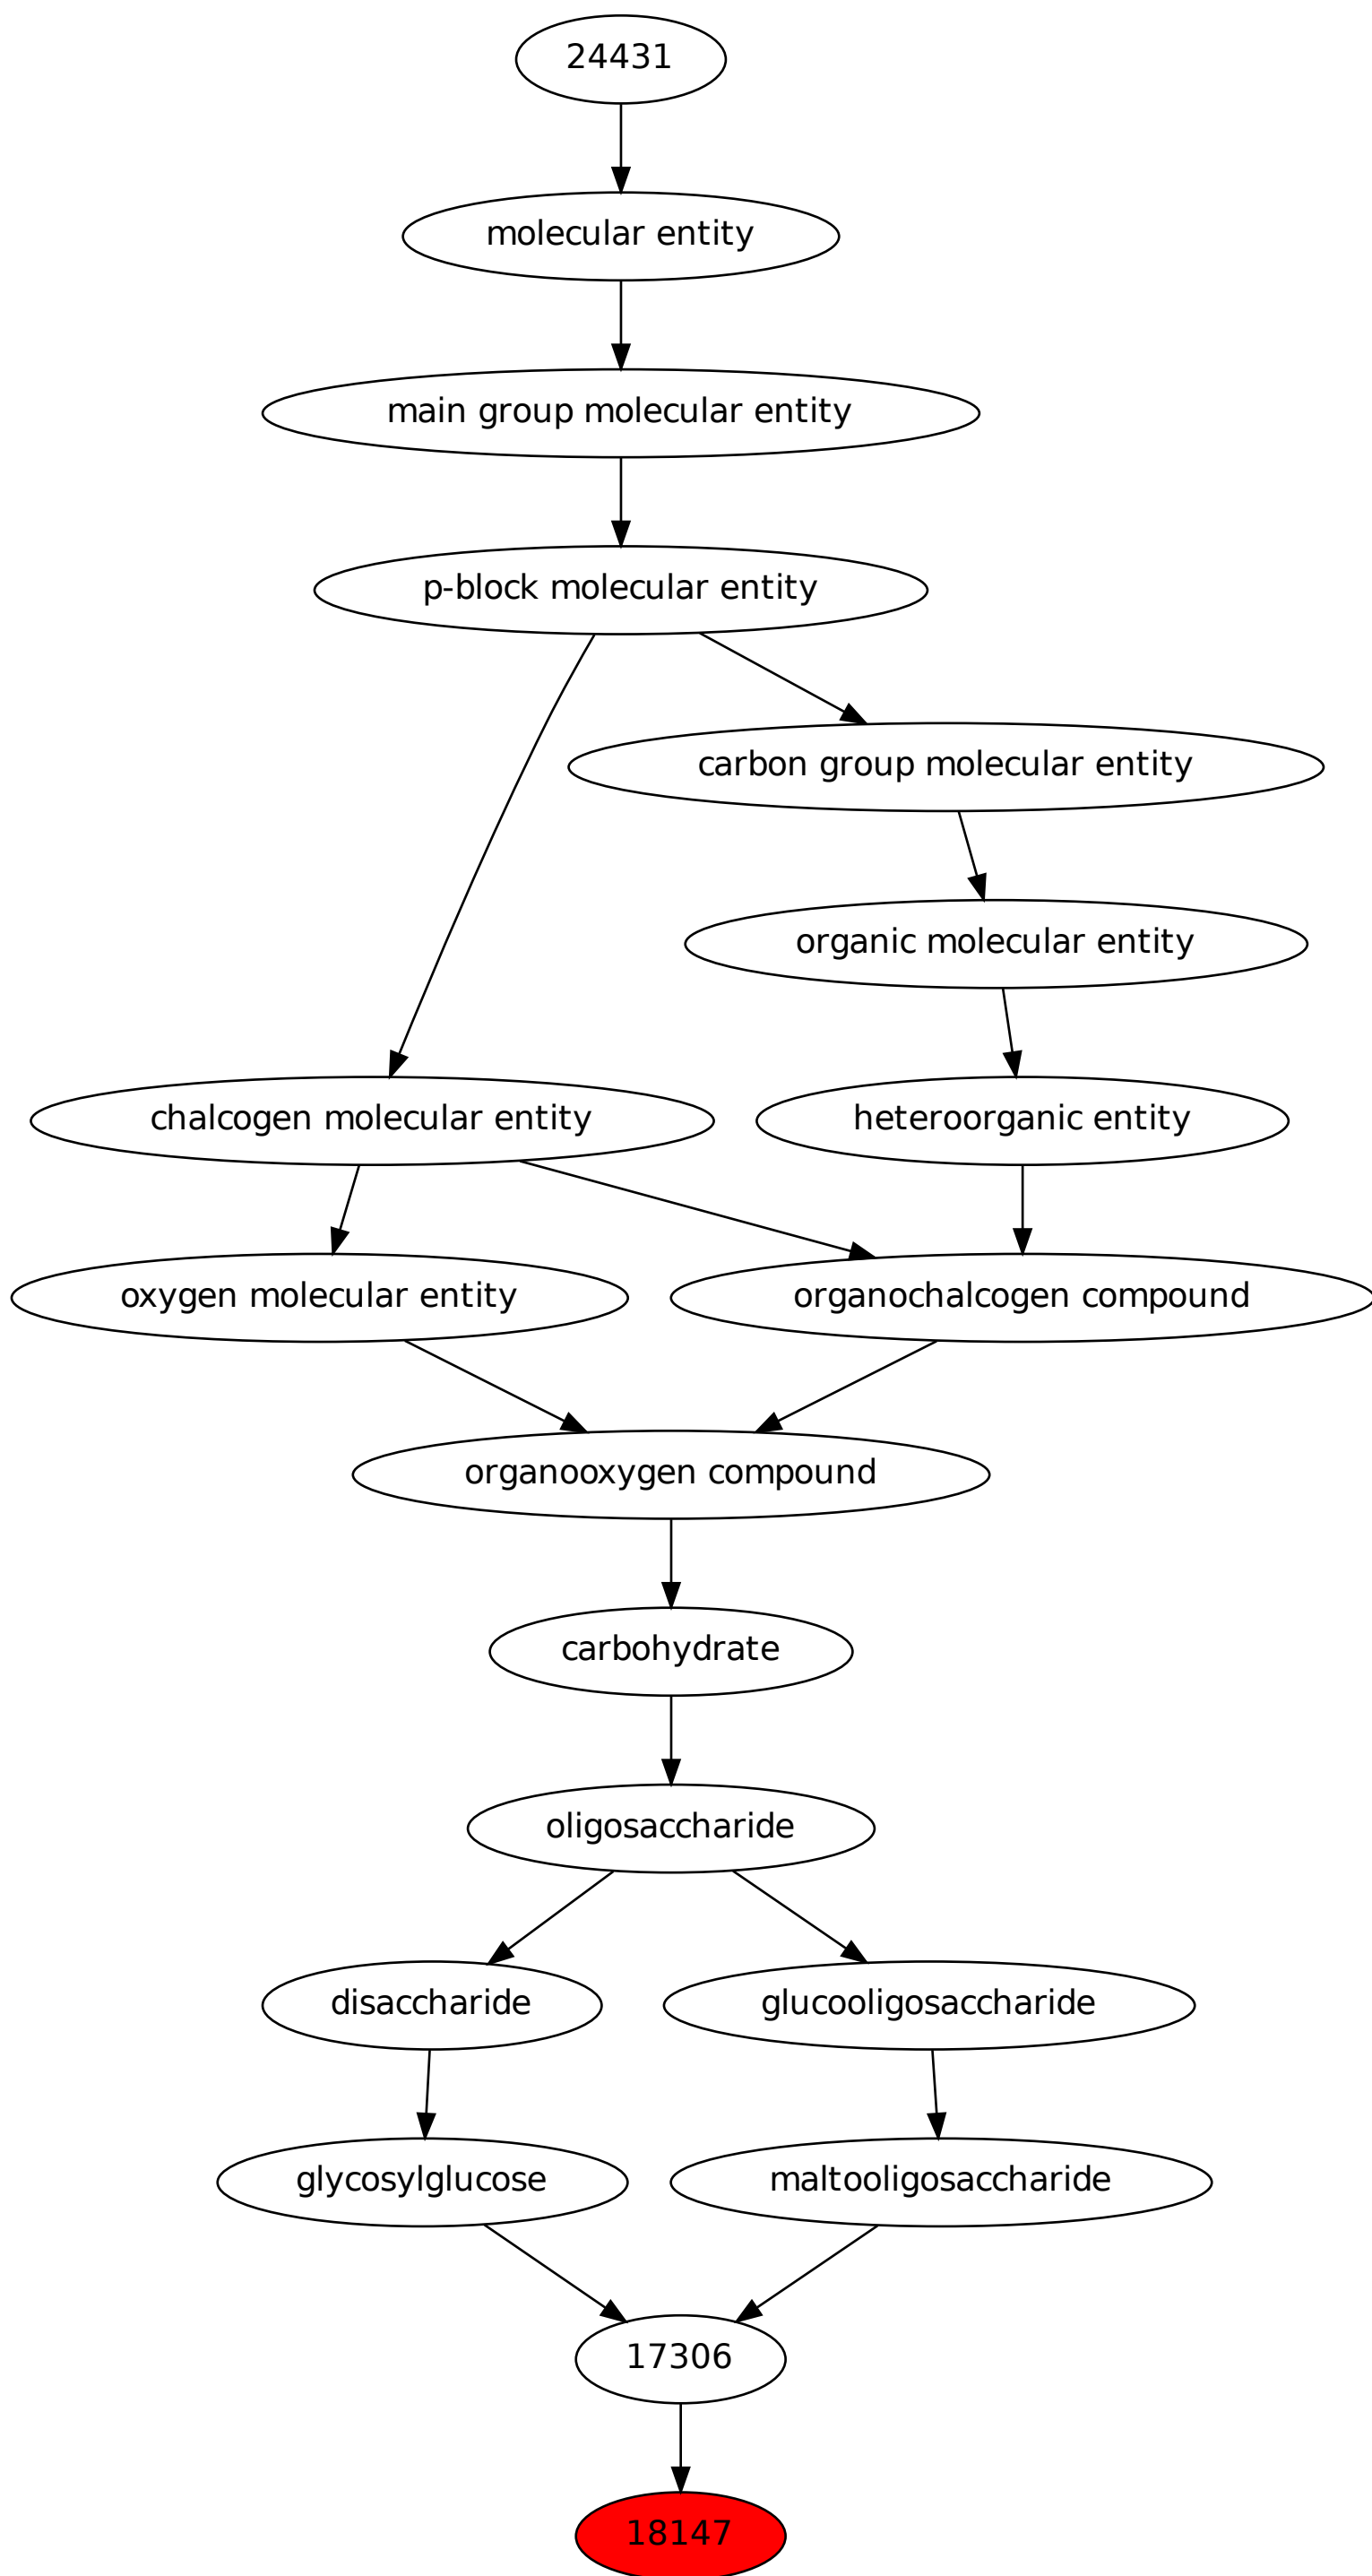 24431
molecular entity
main group molecular entity
p-block molecular entity
carbon group molecular entity
organic molecular entity
chalcogen molecular entity
heteroorganic entity
oxygen molecular entity
organochalcogen compound
organooxygen compound
carbohydrate
oligosaccharide
disaccharide
glucooligosaccharide
glycosylglucose
maltooligosaccharide
17306
18147